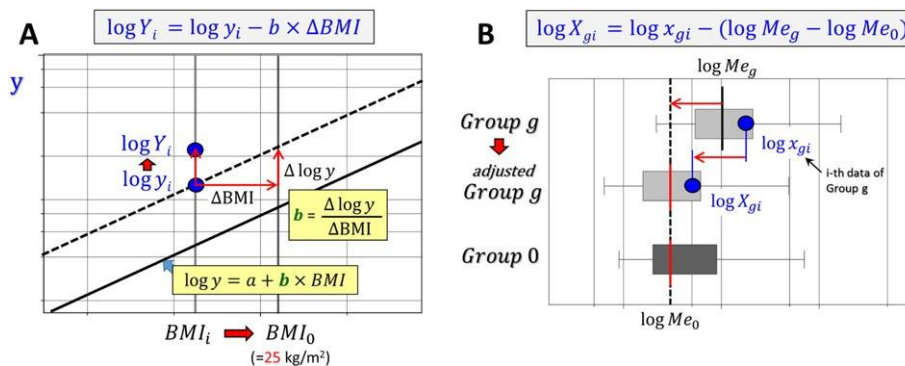 A
log Y_i = log y_i − b × ΔBMI
y
log Y_i
log y_i
ΔBMI
Δ log y
b = Δ log y / ΔBMI
log y = a + b × BMI
BMI_i BMI_0
(=25 kg/m²)
B
log X_gi = log x_gi − (log Me_g − log Me_0)
log Me_g
Group g
log x_gi
i-th data of
Group g
adjusted
Group g
log X_gi
Group 0
log Me_0